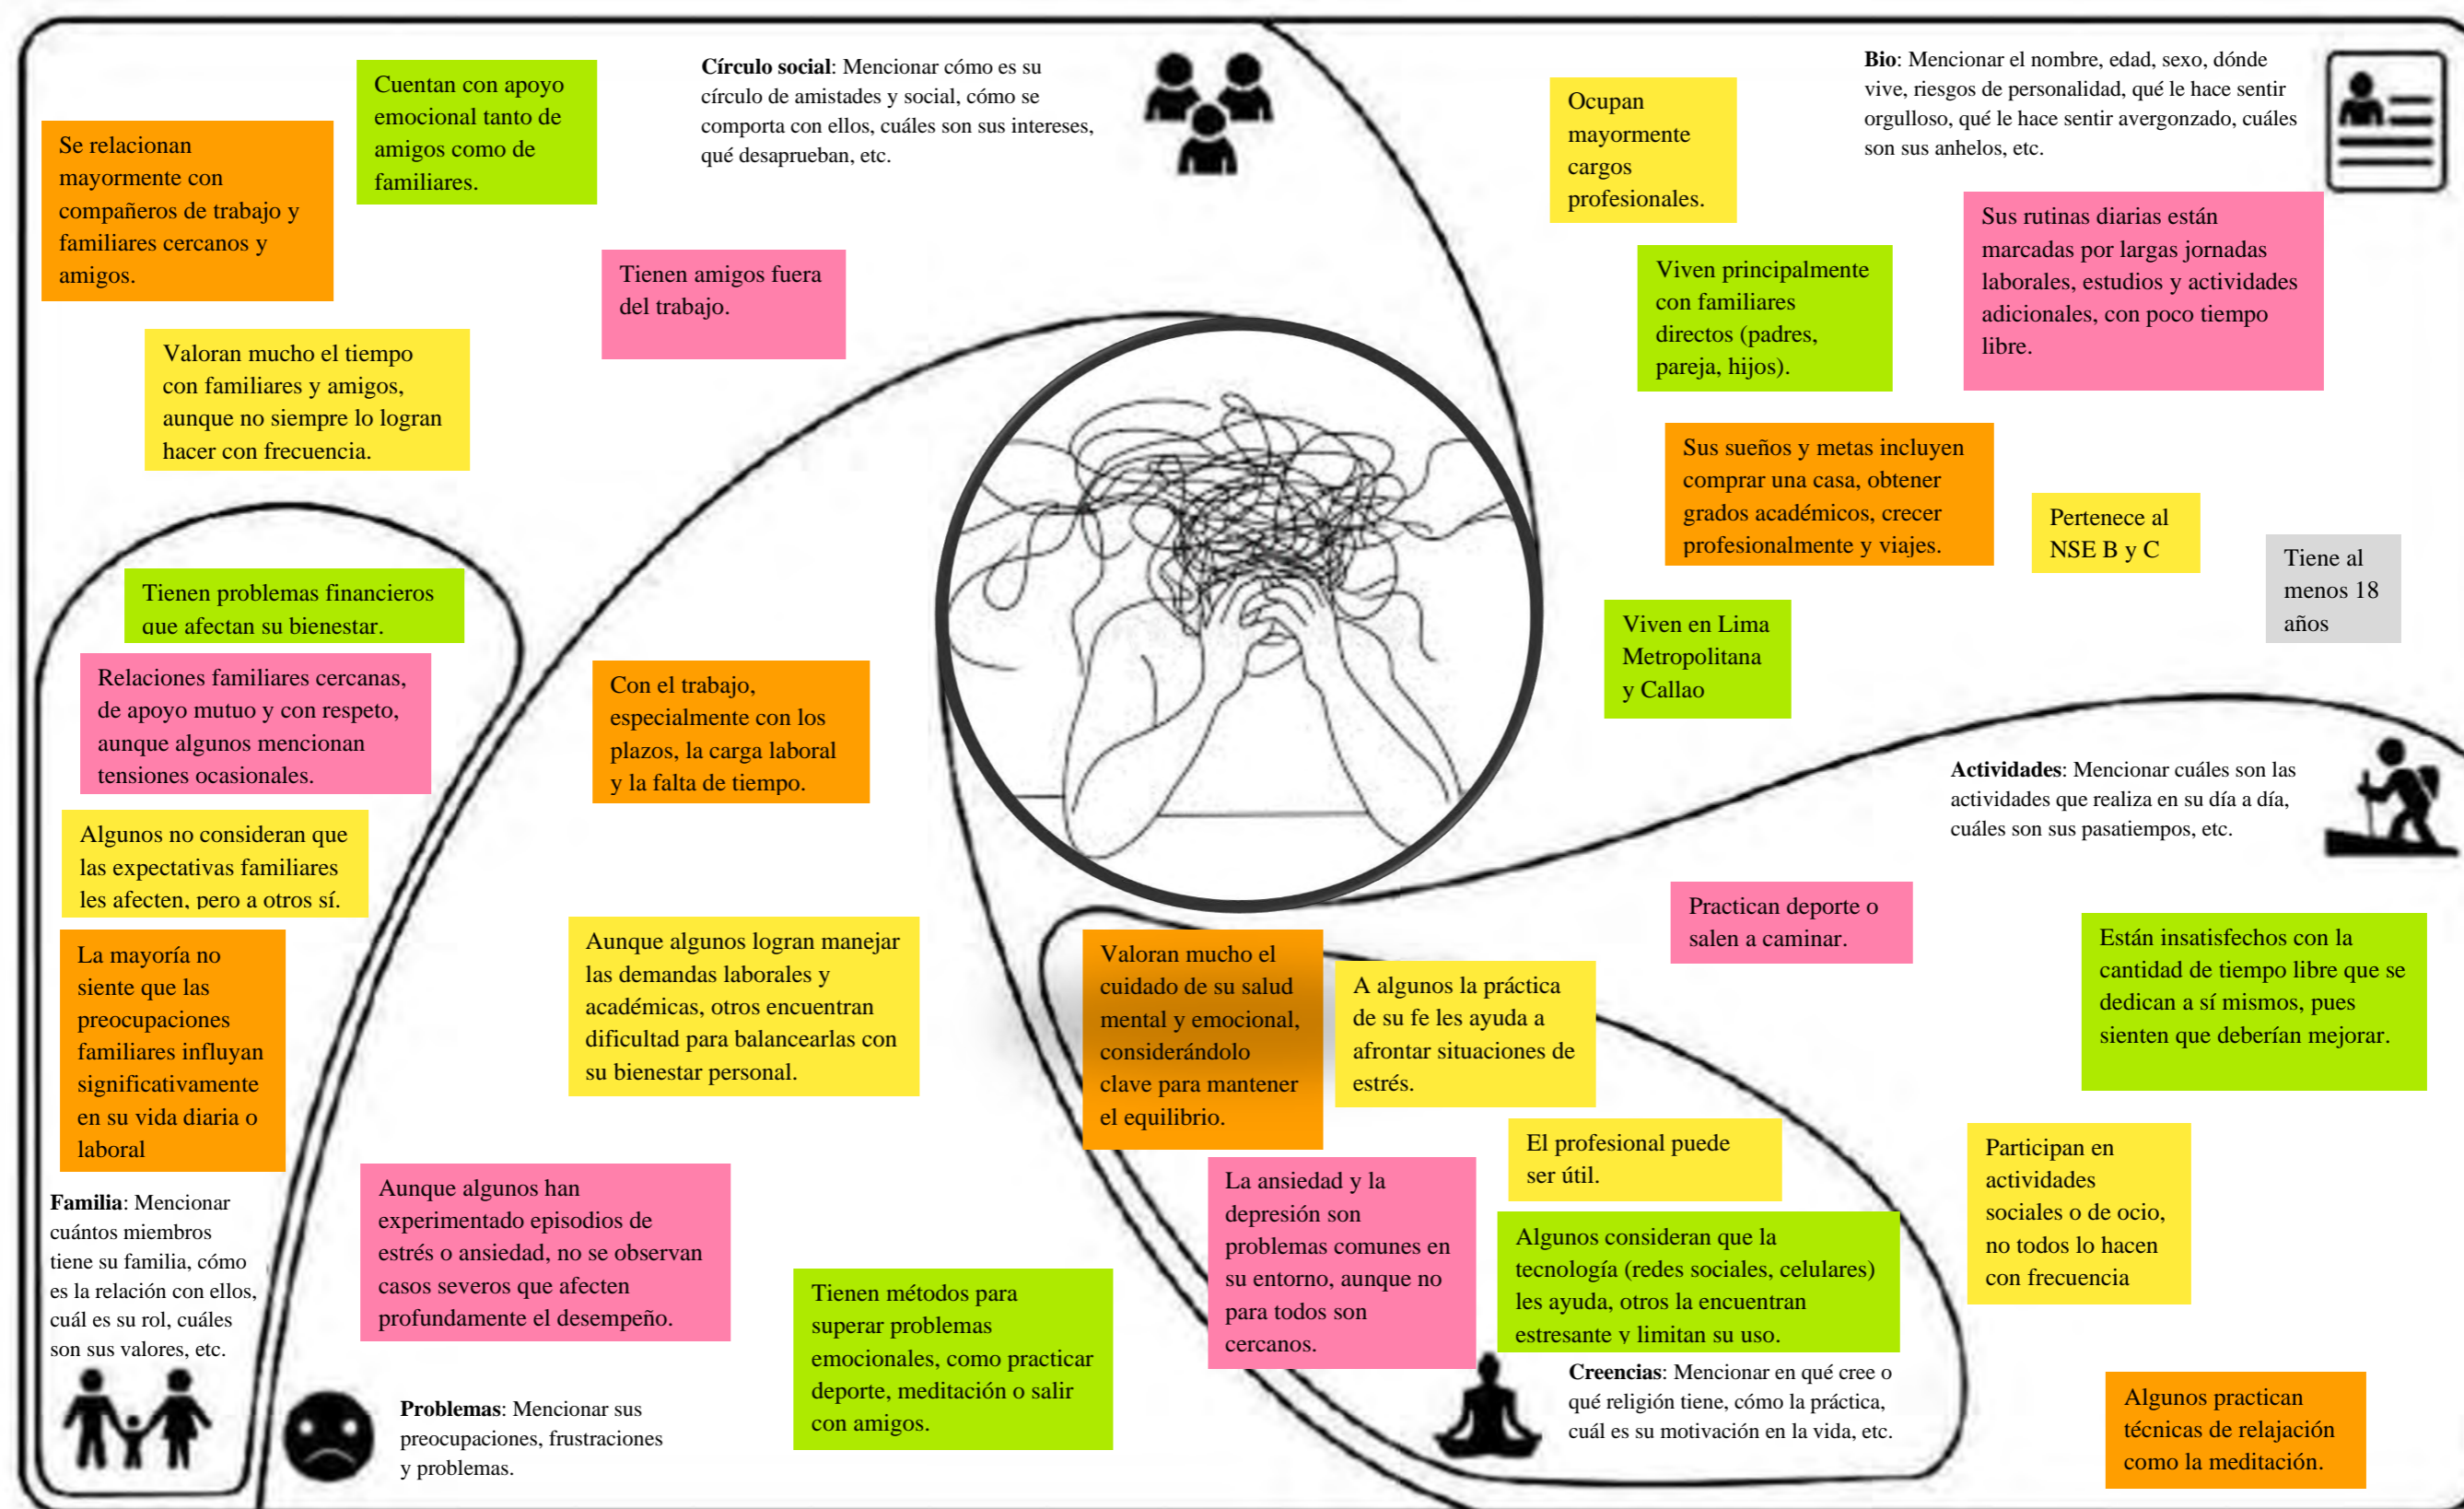 Círculo social: Mencionar cómo es su
círculo de amistades y social, cómo se
comporta con ellos, cuáles son sus intereses,
qué desaprueban, etc.
Cuentan con apoyo
emocional tanto de
amigos como de
familiares.
Se relacionan
mayormente con
compañeros de trabajo y
familiares cercanos y
amigos.
Tienen amigos fuera
del trabajo.
Valoran mucho el tiempo
con familiares y amigos,
aunque no siempre lo logran
hacer con frecuencia.
Bio: Mencionar el nombre, edad, sexo, dónde
vive, riesgos de personalidad, qué le hace sentir
orgulloso, qué le hace sentir avergonzado, cuáles
son sus anhelos, etc.
Ocupan
mayormente
cargos
profesionales.
Sus rutinas diarias están
marcadas por largas jornadas
laborales, estudios y actividades
adicionales, con poco tiempo
libre.
Viven principalmente
con familiares
directos (padres,
pareja, hijos).
Sus sueños y metas incluyen
comprar una casa, obtener
grados académicos, crecer
profesionalmente y viajes.
Pertenece al
NSE B y C
Tiene al
menos 18
años
Viven en Lima
Metropolitana
y Callao
Tienen problemas financieros
que afectan su bienestar.
Relaciones familiares cercanas,
de apoyo mutuo y con respeto,
aunque algunos mencionan
tensiones ocasionales.
Algunos no consideran que
las expectativas familiares
les afecten, pero a otros sí.
La mayoría no
siente que las
preocupaciones
familiares influyan
significativamente
en su vida diaria o
laboral
Familia: Mencionar
cuántos miembros
tiene su familia, cómo
es la relación con ellos,
cuál es su rol, cuáles
son sus valores, etc.
Con el trabajo,
especialmente con los
plazos, la carga laboral
y la falta de tiempo.
Aunque algunos logran manejar
las demandas laborales y
académicas, otros encuentran
dificultad para balancearlas con
su bienestar personal.
Aunque algunos han
experimentado episodios de
estrés o ansiedad, no se observan
casos severos que afecten
profundamente el desempeño.
Tienen métodos para
superar problemas
emocionales, como practicar
deporte, meditación o salir
con amigos.
Problemas: Mencionar sus
preocupaciones, frustraciones
y problemas.
Valoran mucho el
cuidado de su salud
mental y emocional,
considerándolo
clave para mantener
el equilibrio.
A algunos la práctica
de su fe les ayuda a
afrontar situaciones de
estrés.
El profesional puede
ser útil.
La ansiedad y la
depresión son
problemas comunes en
su entorno, aunque no
para todos son
cercanos.
Algunos consideran que la
tecnología (redes sociales, celulares)
les ayuda, otros la encuentran
estresante y limitan su uso.
Creencias: Mencionar en qué cree o
qué religión tiene, cómo la práctica,
cuál es su motivación en la vida, etc.
Actividades: Mencionar cuáles son las
actividades que realiza en su día a día,
cuáles son sus pasatiempos, etc.
Practican deporte o
salen a caminar.
Están insatisfechos con la
cantidad de tiempo libre que se
dedican a sí mismos, pues
sienten que deberían mejorar.
Participan en
actividades
sociales o de ocio,
no todos lo hacen
con frecuencia
Algunos practican
técnicas de relajación
como la meditación.